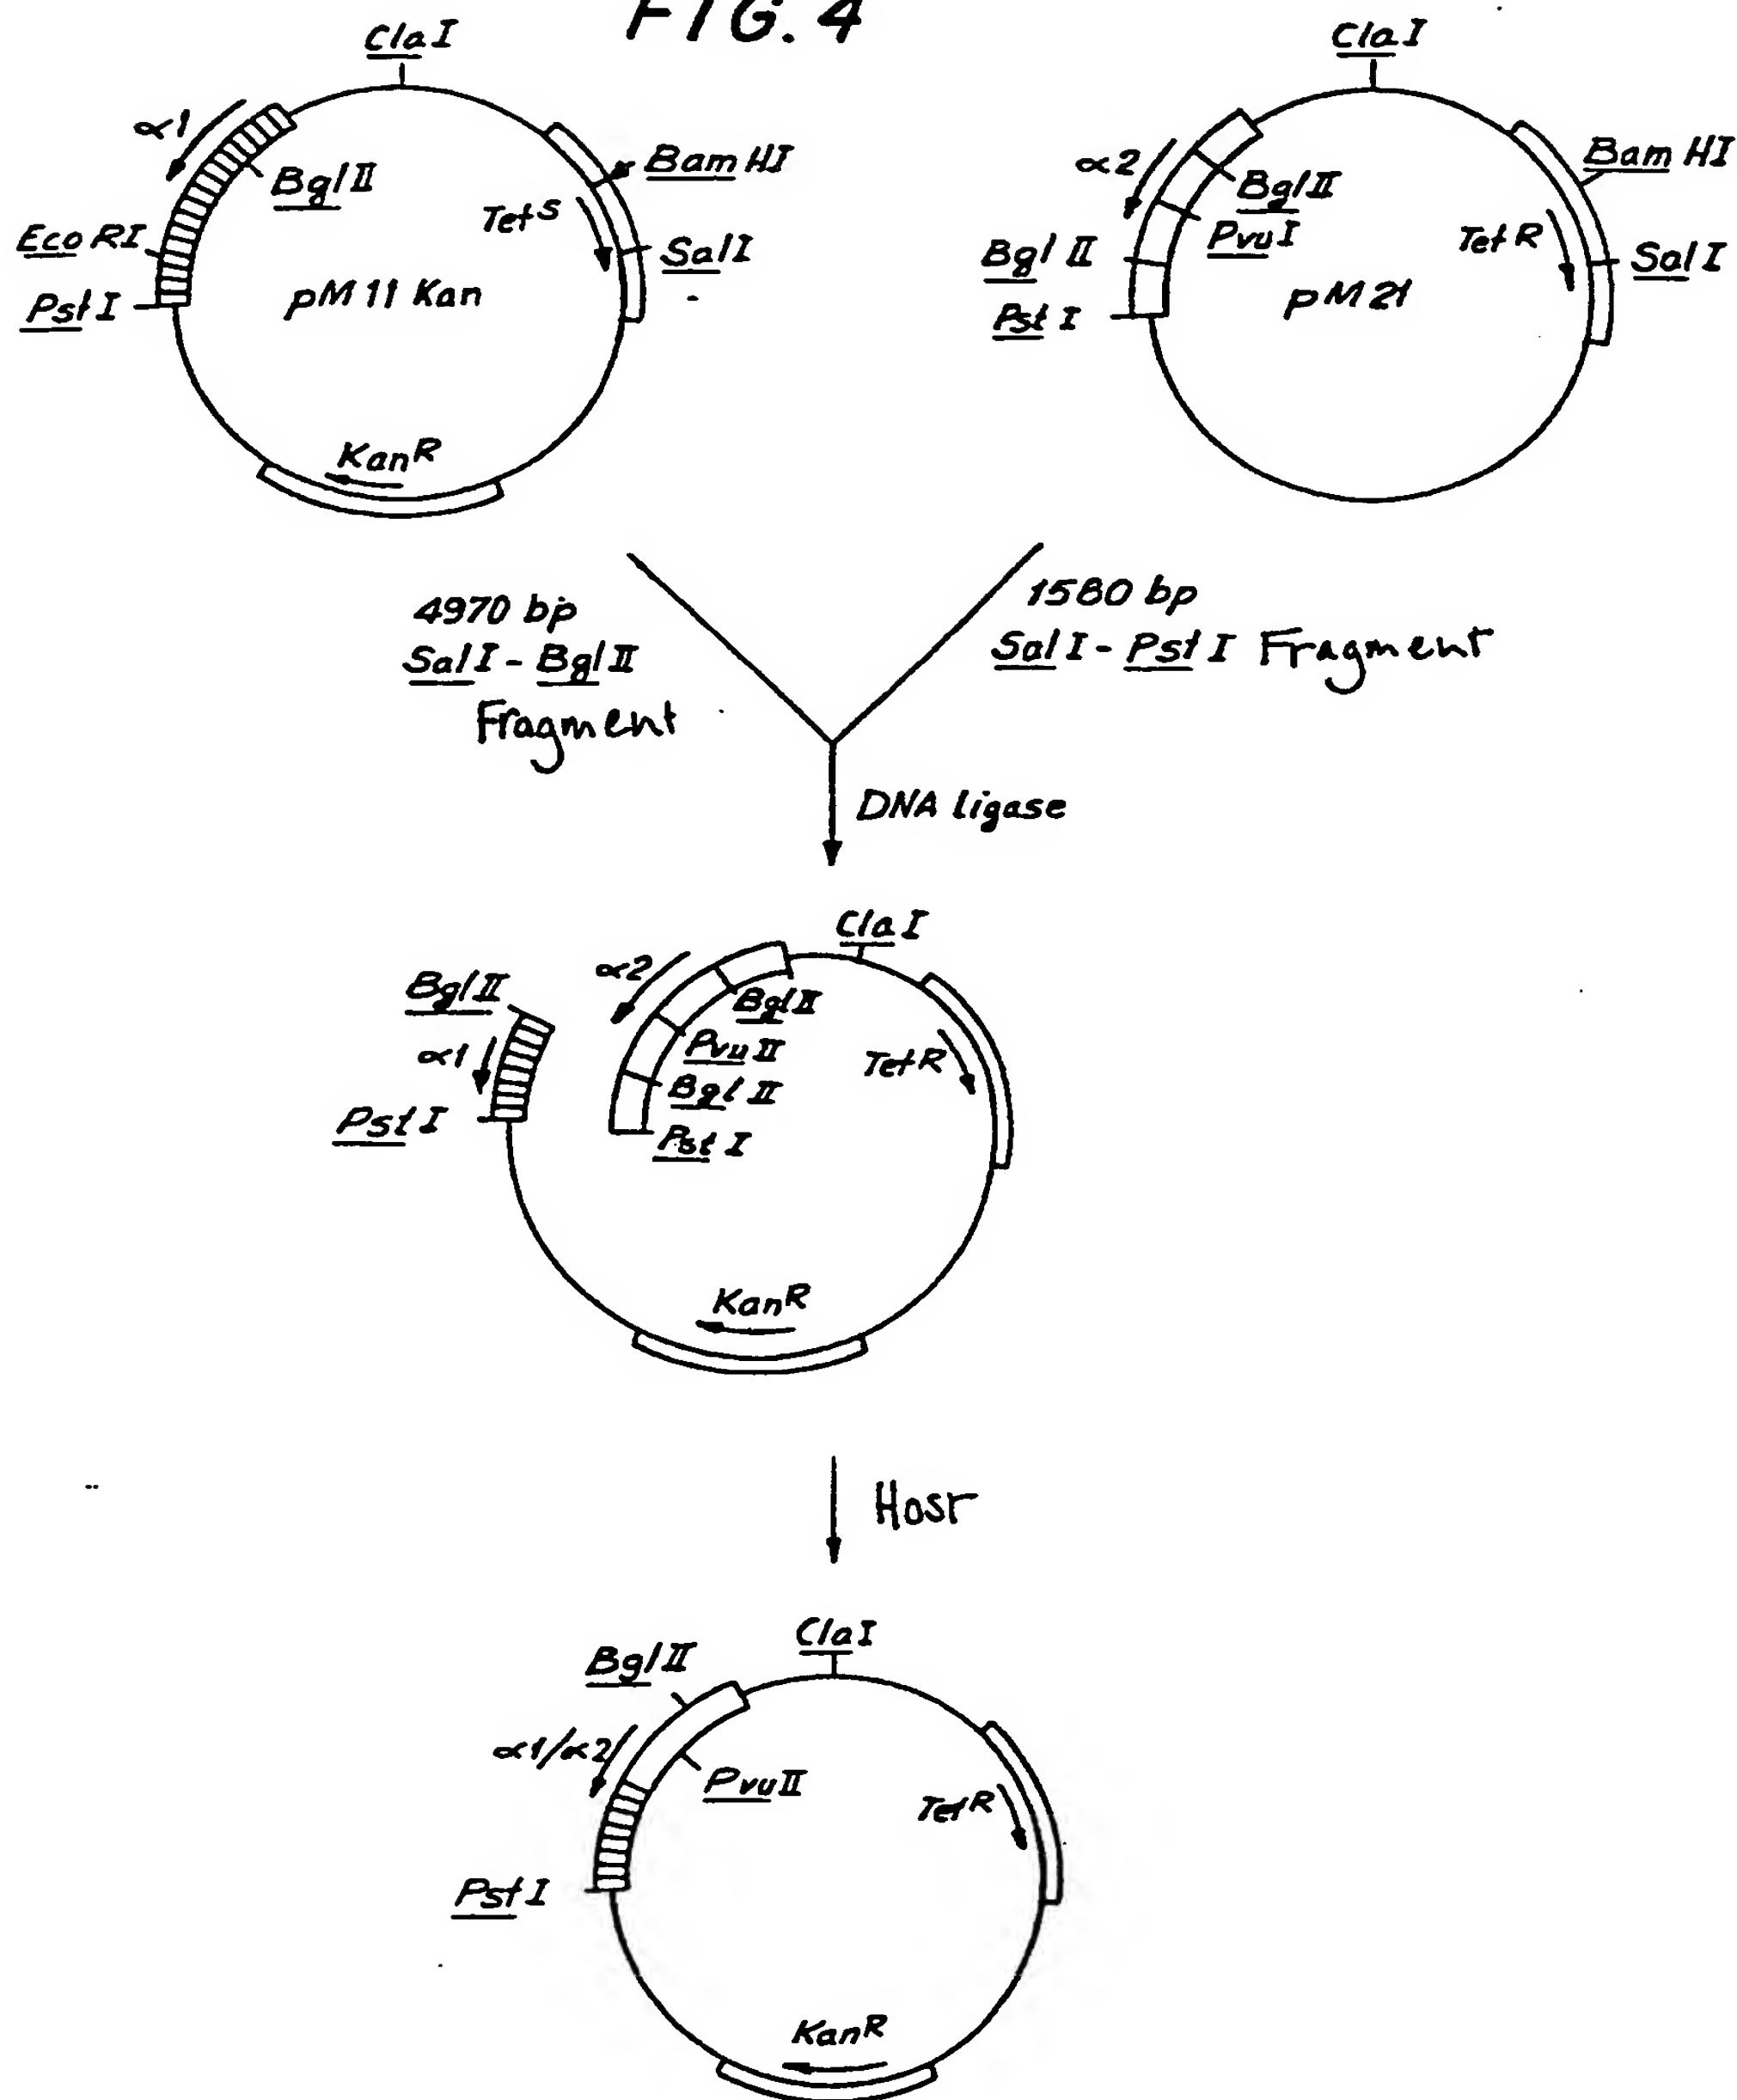 FIG. 4
ClaI
α1
BglII
BamHI
TetS
EcoRI
SalI
PstI
pM11 Kan
KanR
ClaI
α2
BglII
BamHI
PvuI
TetR
BglII
SalI
PstI
pM21
4970 bp
SalI-BglII
Fragment
1580 bp
SalI-PstI Fragment
DNA ligase
ClaI
α2
BglII
BglII
α1
PvuII
TetR
BglII
PstI
PstI
KanR
Host
ClaI
BglII
α1/α2
PvuII
TetR
PstI
KanR